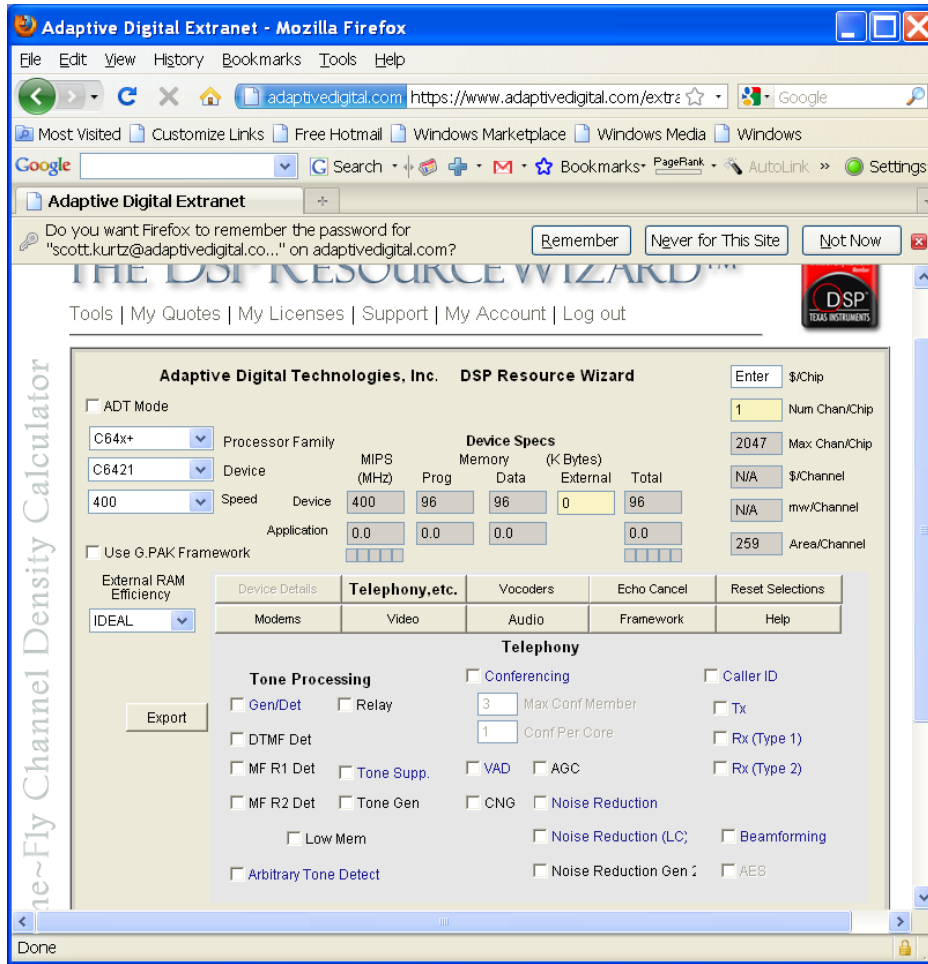 Adaptive Digital Extranet - Mozilla Firefox
File Edit View History Bookmarks Tools Help
adaptivedigital.com https://www.adaptivedigital.com/extra Google
Most Visited Customize Links Free Hotmail Windows Marketplace Windows Media Windows
Google Search Bookmarks PageRank AutoLink » Settings
Adaptive Digital Extranet
Do you want Firefox to remember the password for
"scott.kurtz@adaptivedigital.co..." on adaptivedigital.com?
Remember Never for This Site Not Now
THE DSP RESOURCEWIZARD™
Member
DSP
TEXAS INSTRUMENTS
Tools | My Quotes | My Licenses | Support | My Account | Log out
ne~Fly Channel Density Calculator
Adaptive Digital Technologies, Inc. DSP Resource Wizard
Enter $/Chip
ADT Mode
1 Num Chan/Chip
C64x+ Processor Family
Device Specs
2047 Max Chan/Chip
MIPS Memory (K Bytes)
C6421 Device
(MHz) Prog Data External Total
N/A $/Channel
400 Speed Device 400 96 96 0 96
N/A mw/Channel
Application 0.0 0.0 0.0 0.0
259 Area/Channel
Use G.PAK Framework
External RAM
Efficiency
IDEAL
Device Details Telephony,etc. Vocoders Echo Cancel Reset Selections
Modems Video Audio Framework Help
Telephony
Tone Processing
Conferencing Caller ID
Gen/Det Relay 3 Max Conf Member Tx
Export
DTMF Det 1 Conf Per Core Rx (Type 1)
MF R1 Det Tone Supp. VAD AGC Rx (Type 2)
MF R2 Det Tone Gen CNG Noise Reduction
Low Mem Noise Reduction (LC) Beamforming
Arbitrary Tone Detect Noise Reduction Gen 2 AES
Done